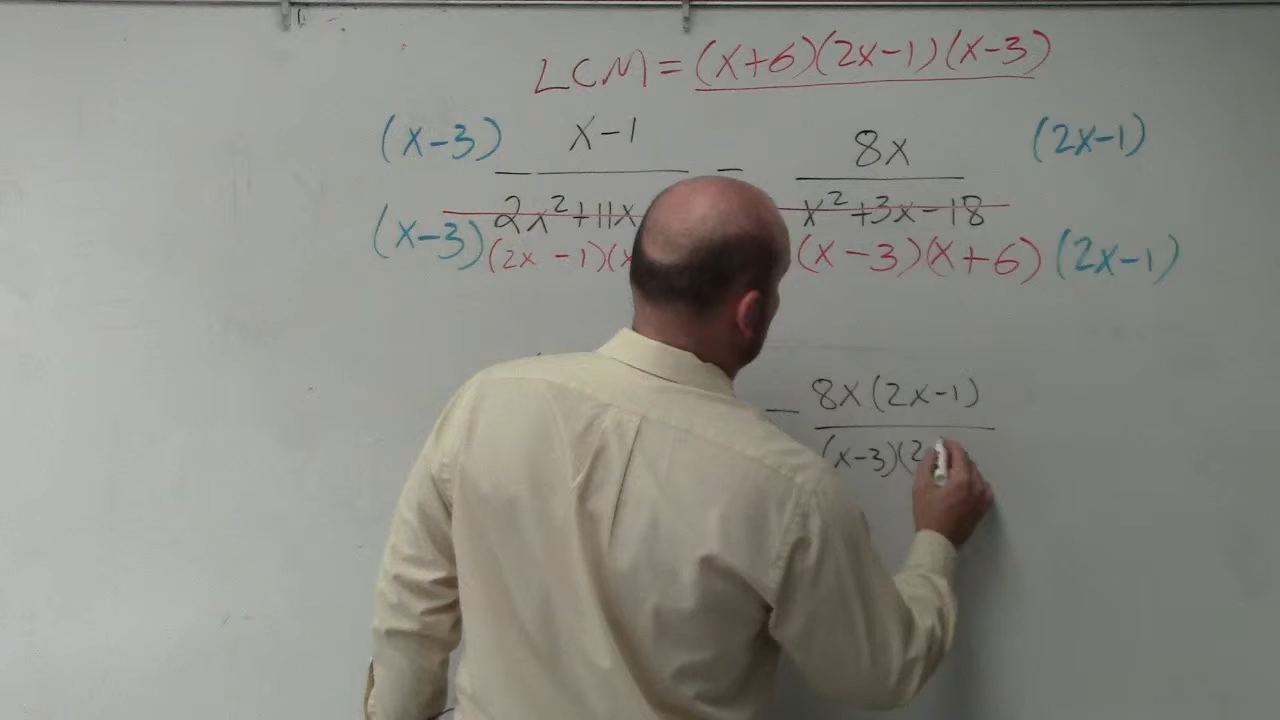 LCM = (x+6)(2x-1)(x-3)
(x-3) x-1 - 8x (2x-1)
2x²+11x x²+3x-18
(x-3) (2x-1)(x (x-3)(x+6) (2x-1)
- 8x(2x-1)
(x-3)(2